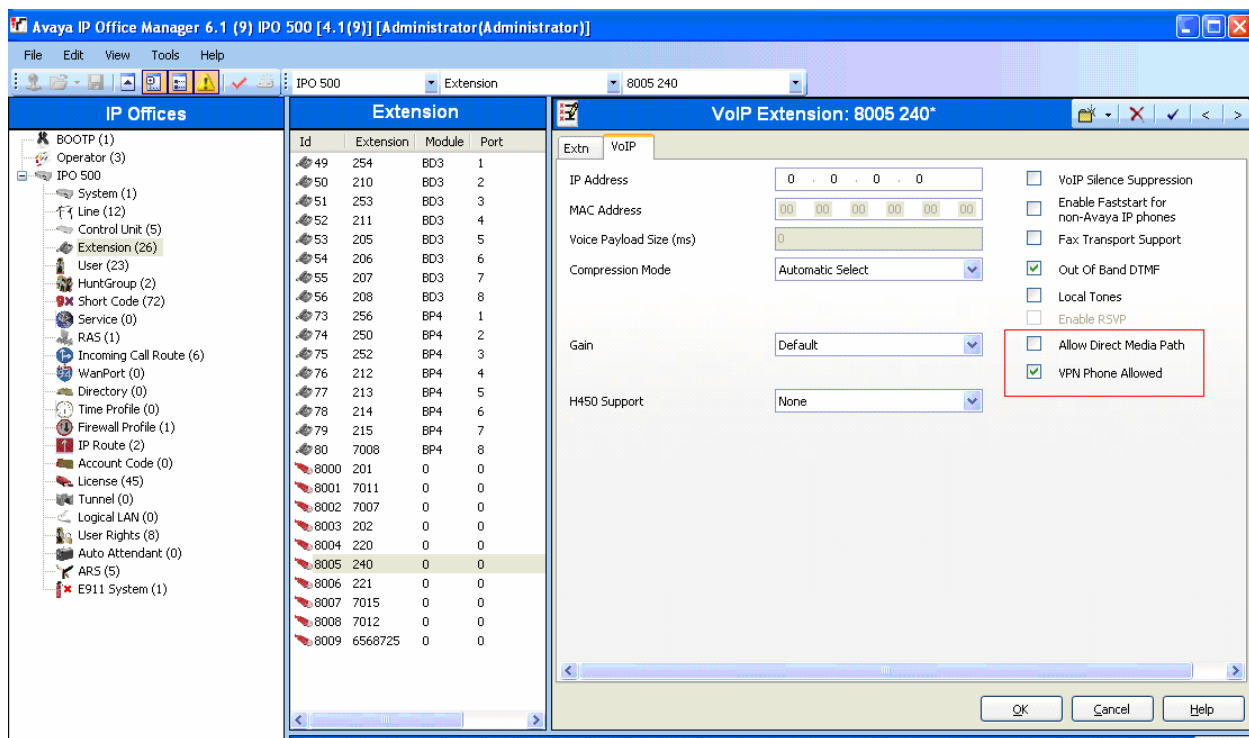 Avaya IP Office Manager 6.1 (9) IPO 500 [4.1(9)] [Administrator(Administrator)]
File Edit View Tools Help
IPO 500 Extension 8005 240
IP Offices
BOOTP (1)
Operator (3)
IPO 500
System (1)
Line (12)
Control Unit (5)
Extension (26)
User (23)
HuntGroup (2)
Short Code (72)
Service (0)
RAS (1)
Incoming Call Route (6)
WanPort (0)
Directory (0)
Time Profile (0)
Firewall Profile (1)
IP Route (2)
Account Code (0)
License (45)
Tunnel (0)
Logical LAN (0)
User Rights (8)
Auto Attendant (0)
ARS (5)
E911 System (1)
Extension
Id Extension Module Port
49 254 BD3 1
50 210 BD3 2
51 253 BD3 3
52 211 BD3 4
53 205 BD3 5
54 206 BD3 6
55 207 BD3 7
56 208 BD3 8
73 256 BP4 1
74 250 BP4 2
75 252 BP4 3
76 212 BP4 4
77 213 BP4 5
78 214 BP4 6
79 215 BP4 7
80 7008 BP4 8
8000 201 0 0
8001 7011 0 0
8002 7007 0 0
8003 202 0 0
8004 220 0 0
8005 240 0 0
8006 221 0 0
8007 7015 0 0
8008 7012 0 0
8009 6568725 0 0
VoIP Extension: 8005 240*
Extn VoIP
IP Address 0 . 0 . 0 . 0
MAC Address 00 00 00 00 00 00
Voice Payload Size (ms) 0
Compression Mode Automatic Select
Gain Default
H450 Support None
VoIP Silence Suppression
Enable Faststart for
non-Avaya IP phones
Fax Transport Support
Out Of Band DTMF
Local Tones
Enable RSVP
Allow Direct Media Path
VPN Phone Allowed
OK Cancel Help